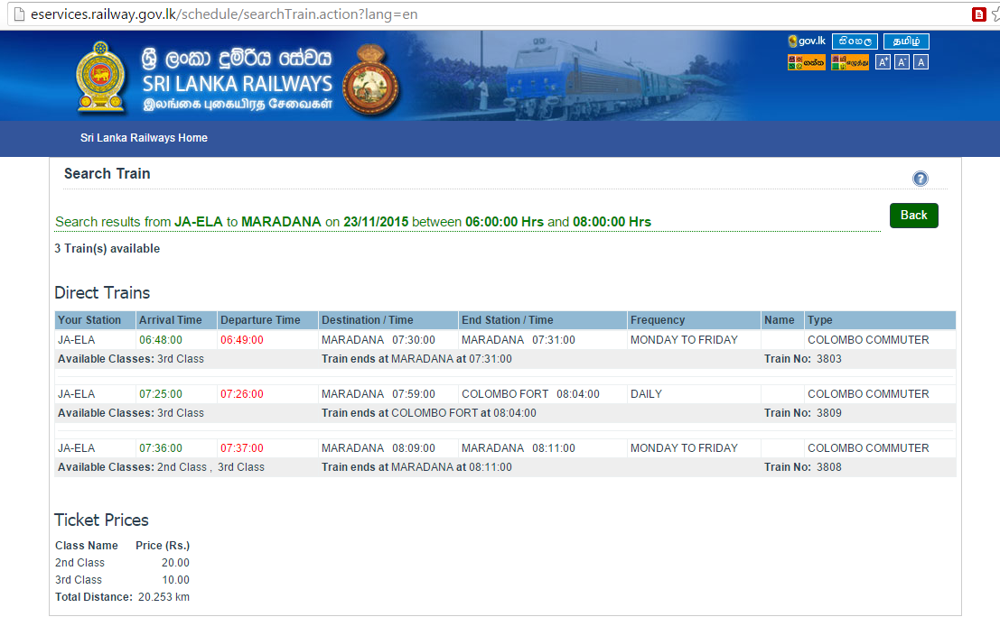 eservices.railway.gov.lk/schedule/searchTrain.action?lang=en
ශ්‍රී ලංකා දුම්රිය සේවය
SRI LANKA RAILWAYS
இலங்கை புகையிரத சேவைகள்
gov.lk සිංහල தமிழ்
A+ A- A
Sri Lanka Railways Home
Search Train
?
Search results from JA-ELA to MARADANA on 23/11/2015 between 06:00:00 Hrs and 08:00:00 Hrs
Back
3 Train(s) available
Direct Trains
Your Station Arrival Time Departure Time Destination / Time End Station / Time Frequency Name Type
JA-ELA 06:48:00 06:49:00 MARADANA 07:30:00 MARADANA 07:31:00 MONDAY TO FRIDAY COLOMBO COMMUTER
Available Classes: 3rd Class Train ends at MARADANA at 07:31:00 Train No: 3803
JA-ELA 07:25:00 07:26:00 MARADANA 07:59:00 COLOMBO FORT 08:04:00 DAILY COLOMBO COMMUTER
Available Classes: 3rd Class Train ends at COLOMBO FORT at 08:04:00 Train No: 3809
JA-ELA 07:36:00 07:37:00 MARADANA 08:09:00 MARADANA 08:11:00 MONDAY TO FRIDAY COLOMBO COMMUTER
Available Classes: 2nd Class , 3rd Class Train ends at MARADANA at 08:11:00 Train No: 3808
Ticket Prices
Class Name Price (Rs.)
2nd Class 20.00
3rd Class 10.00
Total Distance: 20.253 km